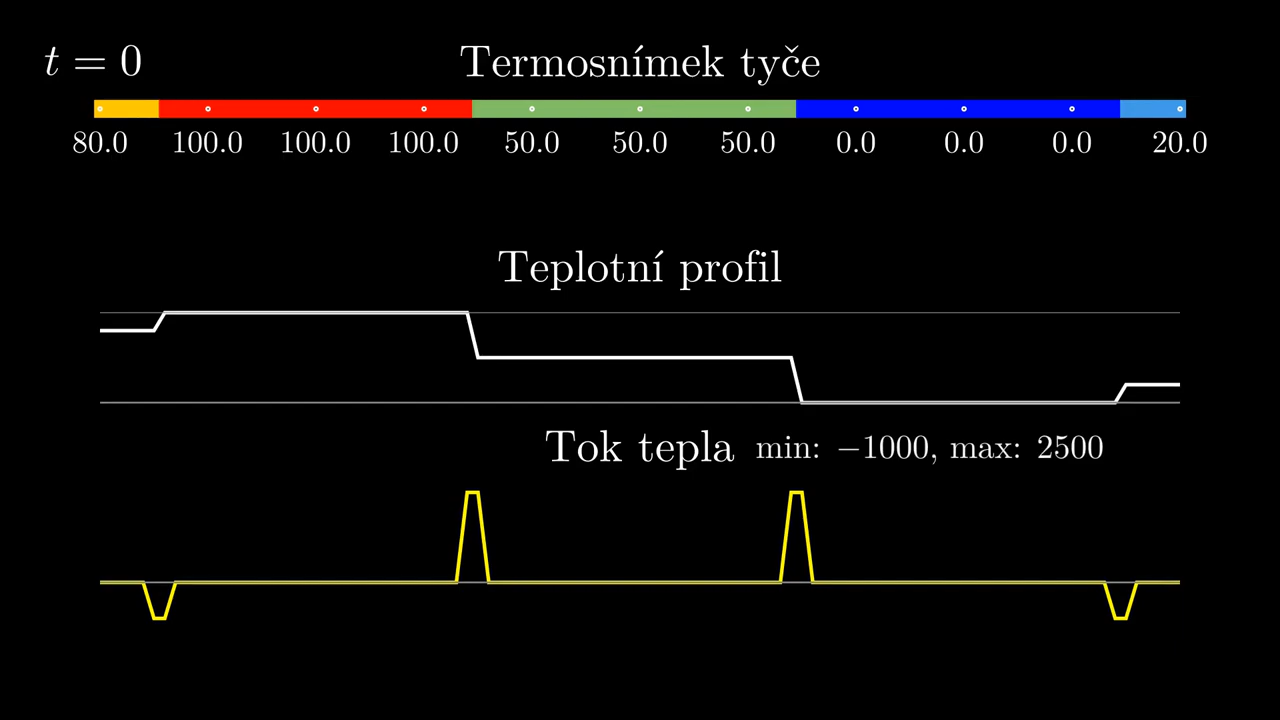 t = 0
Termosnímek tyče
80.0 100.0 100.0 100.0 50.0 50.0 50.0 0.0 0.0 0.0 20.0
Teplotní profil
Tok tepla min: −1000, max: 2500